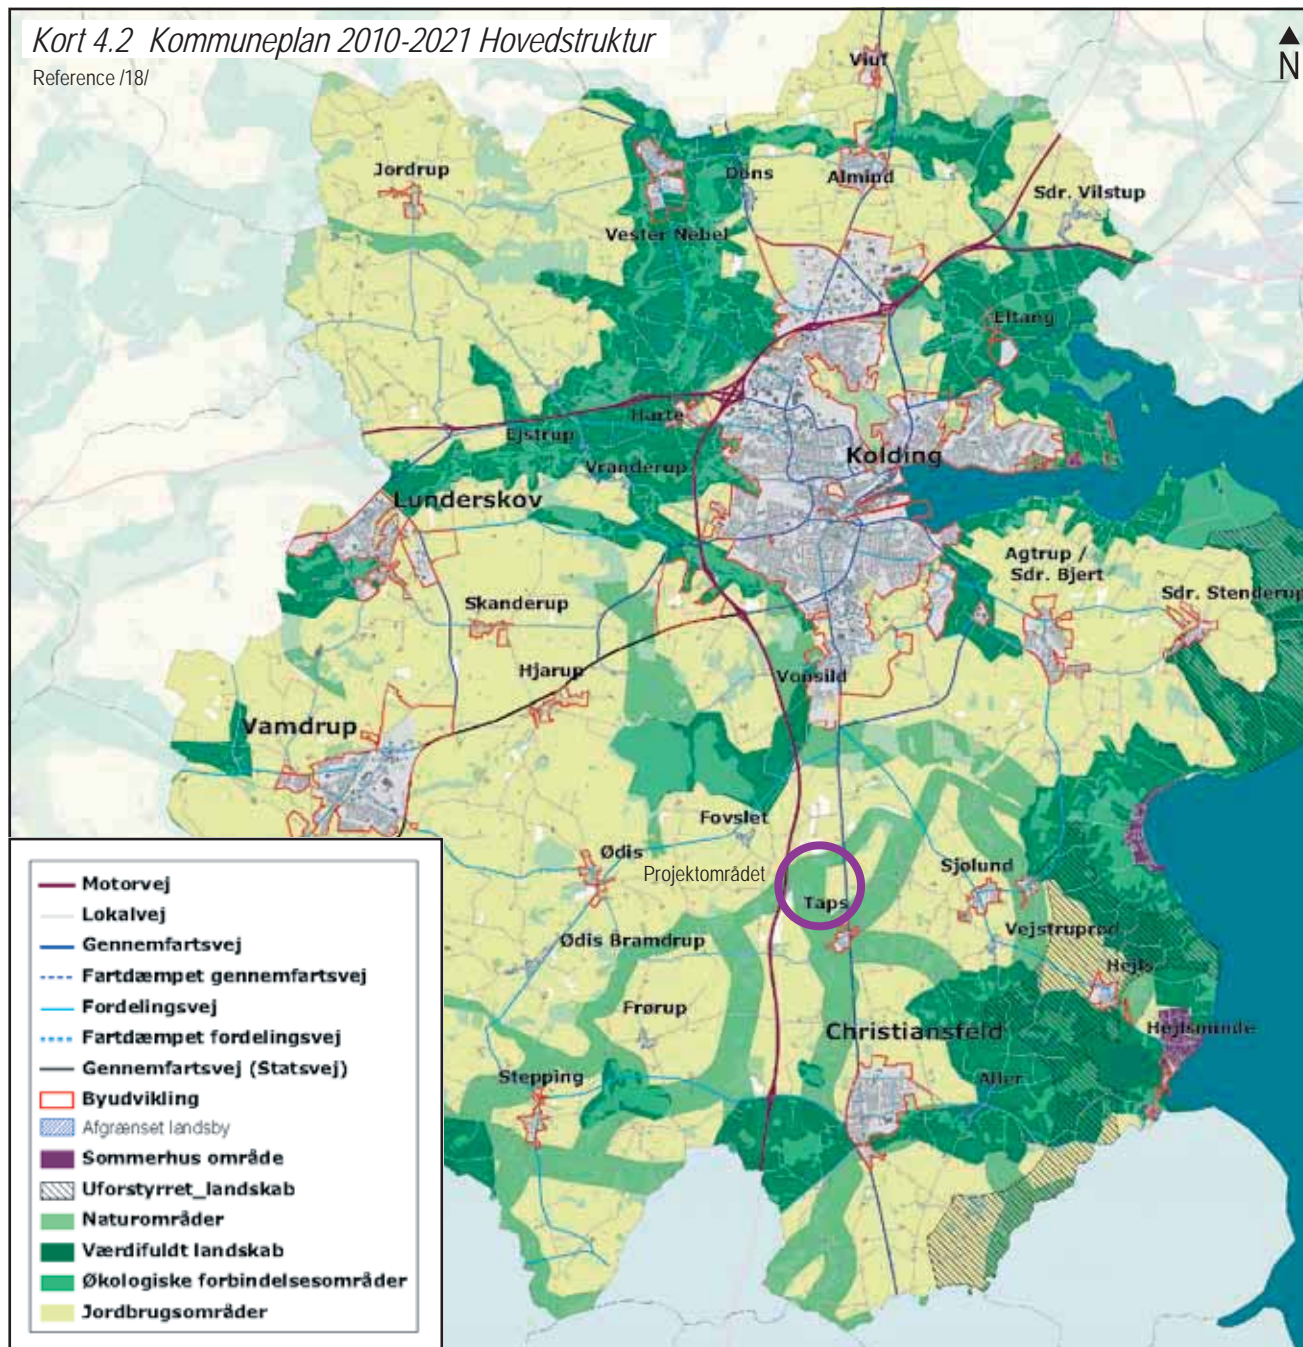 Kort 4.2 Kommuneplan 2010-2021 Hovedstruktur
Reference /18/
N
Viuf
Jordrup
Dons
Almind
Sdr. Vilstup
Vester Nebel
Eltang
Harte
Ejstrup
Vranderup
Kolding
Lunderskov
Agtrup /
Sdr. Bjert
Sdr. Stenderup
Skanderup
Hjarup
Vonsild
Vamdrup
Fovslet
Ødis
Projektområdet
Taps
Sjølund
Vejstruprød
Ødis Bramdrup
Hejls
Frørup
Christiansfeld
Hejlsminde
Stepping
Aller
Motorvej
Lokalvej
Gennemfartsvej
Fartdæmpet gennemfartsvej
Fordelingsvej
Fartdæmpet fordelingsvej
Gennemfartsvej (Statsvej)
Byudvikling
Afgrænset landsby
Sommerhus område
Uforstyrret_landskab
Naturområder
Værdifuldt landskab
Økologiske forbindelsesområder
Jordbrugsområder